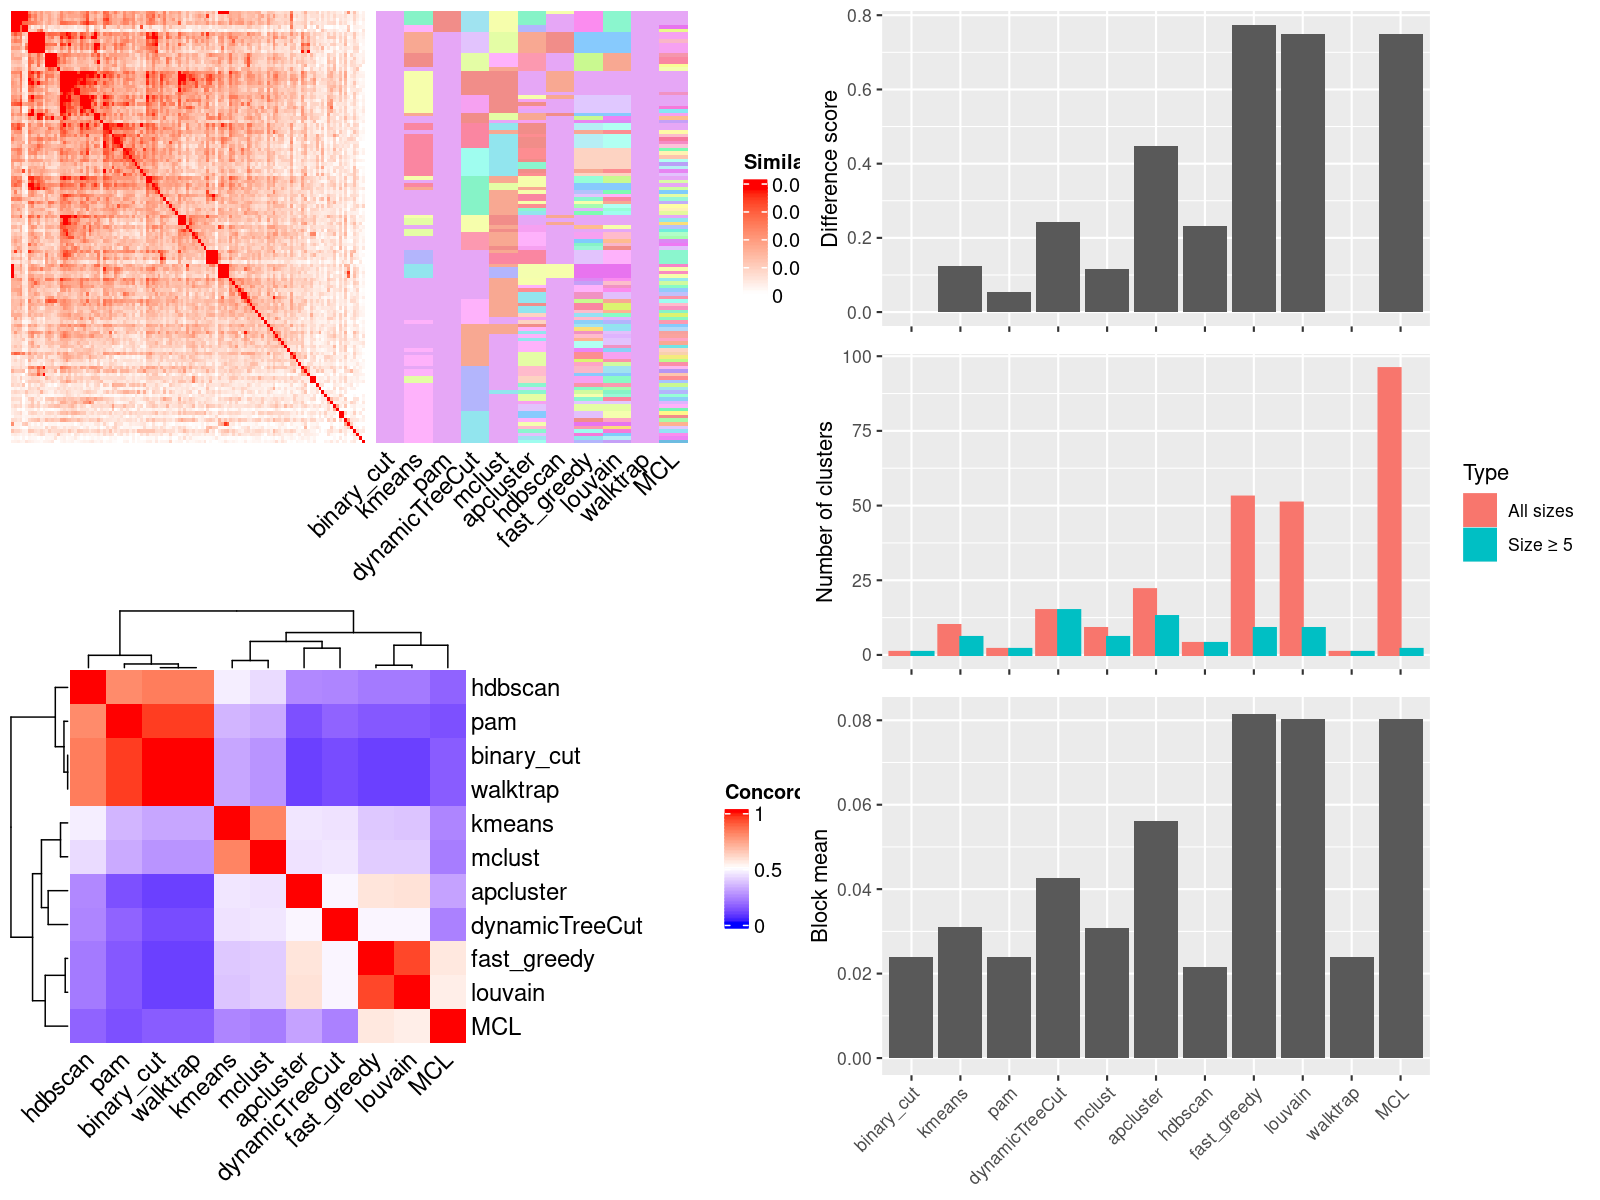 Simila
0.0
0.0
0.0
0.0
0
binary_cut
kmeans
pam
dynamicTreeCut
mclust
apcluster
hdbscan
fast_greedy
louvain
walktrap
MCL
hdbscan
pam
binary_cut
walktrap
kmeans
mclust
apcluster
dynamicTreeCut
fast_greedy
louvain
MCL
hdbscan
pam
binary_cut
walktrap
kmeans
mclust
apcluster
dynamicTreeCut
fast_greedy
louvain
MCL
Concord
1
0.5
0
Difference score
0.8
0.6
0.4
0.2
0.0
Number of clusters
100
75
50
25
0
Type
All sizes
Size ≥ 5
Block mean
0.08
0.06
0.04
0.02
0.00
binary_cut
kmeans
pam
dynamicTreeCut
mclust
apcluster
hdbscan
fast_greedy
louvain
walktrap
MCL